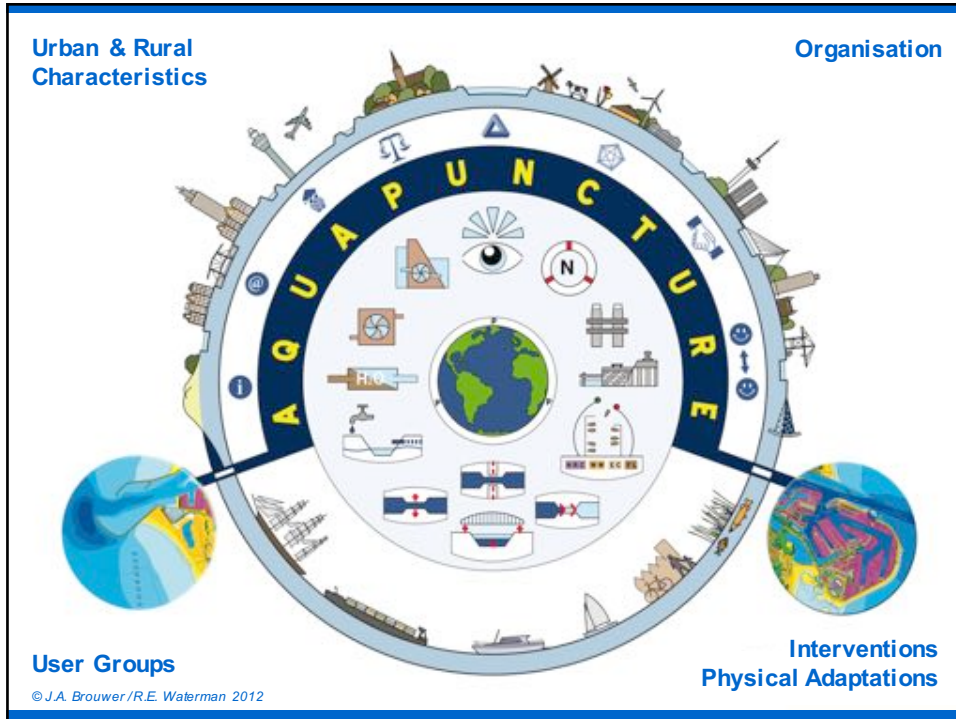 Urban & Rural
Characteristics
Organisation
AQUAPUNCTURE
@
i
N
H₂O
P
P
P
User Groups
© J.A. Brouwer / R.E. Waterman 2012
Interventions
Physical Adaptations